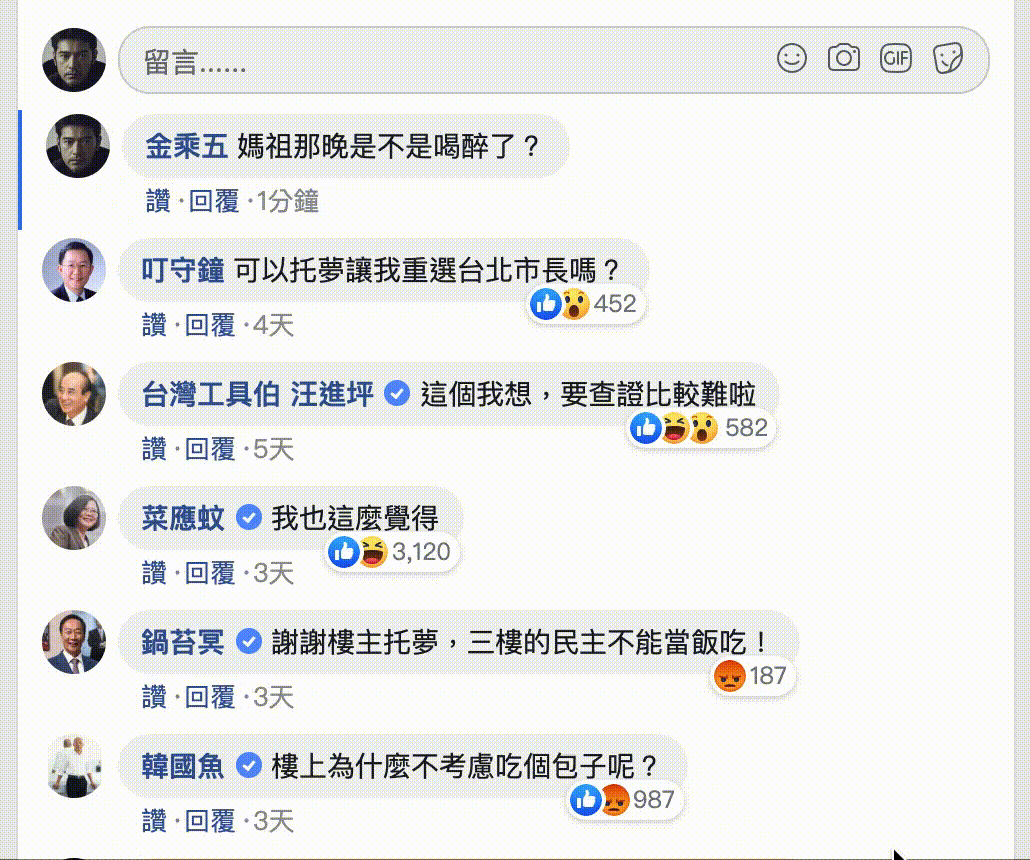 留言......
GIF
金乘五 媽祖那晚是不是喝醉了？
讚 · 回覆 · 1分鐘
叮守鐘 可以托夢讓我重選台北市長嗎？
452
讚 · 回覆 · 4天
台灣工具伯 汪進坪 這個我想，要查證比較難啦
582
讚 · 回覆 · 5天
菜應蚊 我也這麼覺得
3,120
讚 · 回覆 · 3天
鍋苔冥 謝謝樓主托夢，三樓的民主不能當飯吃！
187
讚 · 回覆 · 3天
韓國魚 樓上為什麼不考慮吃個包子呢？
987
讚 · 回覆 · 3天